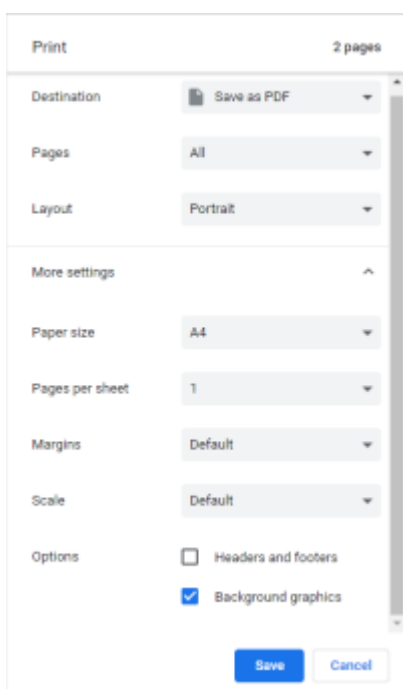 Print 2 pages
Destination Save as PDF
Pages All
Layout Portrait
More settings
Paper size A4
Pages per sheet 1
Margins Default
Scale Default
Options Headers and footers
Background graphics
Save Cancel